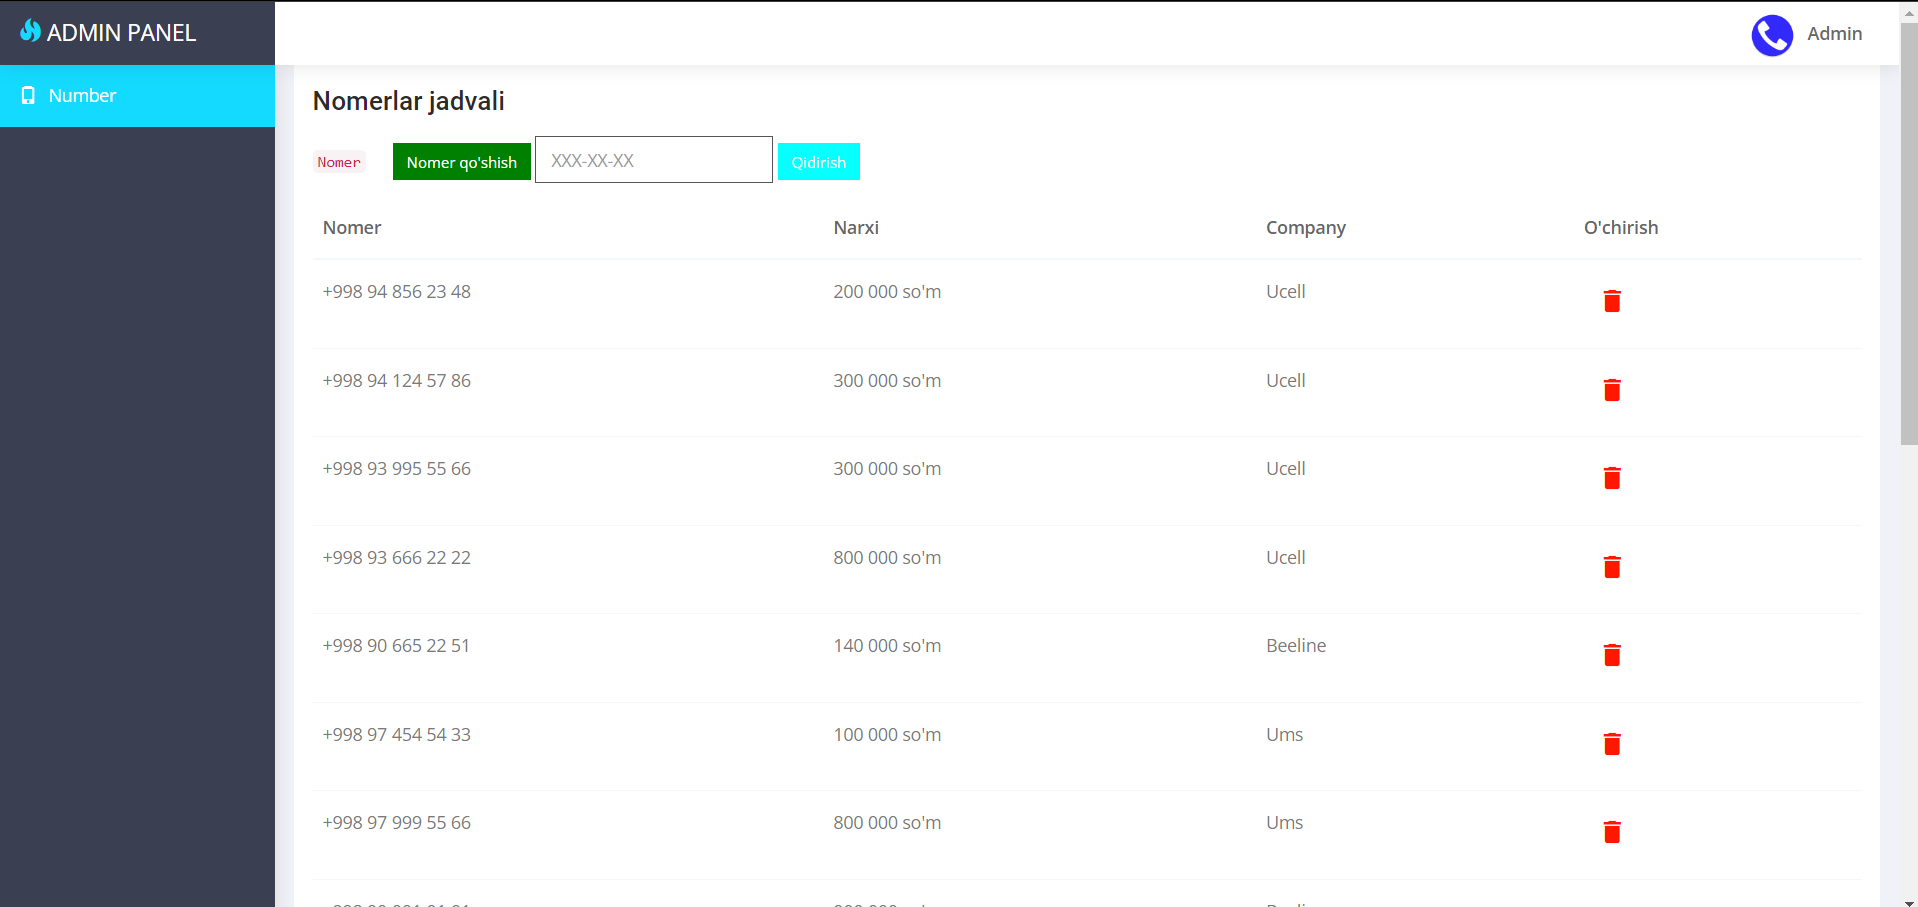 ADMIN PANEL
Admin
Number
Nomerlar jadvali
Nomer Nomer qo'shish XXX-XX-XX Qidirish
Nomer Narxi Company O'chirish
+998 94 856 23 48 200 000 so'm Ucell
+998 94 124 57 86 300 000 so'm Ucell
+998 93 995 55 66 300 000 so'm Ucell
+998 93 666 22 22 800 000 so'm Ucell
+998 90 665 22 51 140 000 so'm Beeline
+998 97 454 54 33 100 000 so'm Ums
+998 97 999 55 66 800 000 so'm Ums